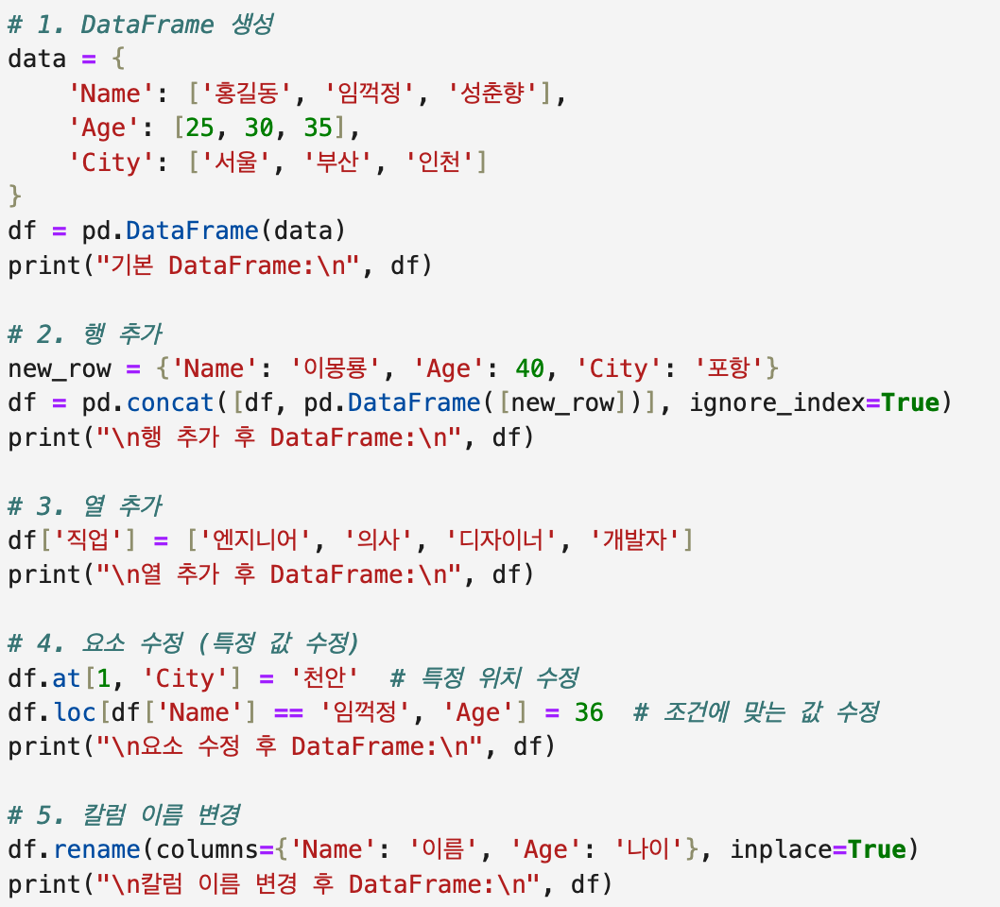 # 1. DataFrame 생성
data = {
    'Name': ['홍길동', '임꺽정', '성춘향'],
    'Age': [25, 30, 35],
    'City': ['서울', '부산', '인천']
}
df = pd.DataFrame(data)
print("기본 DataFrame:\n", df)

# 2. 행 추가
new_row = {'Name': '이몽룡', 'Age': 40, 'City': '포항'}
df = pd.concat([df, pd.DataFrame([new_row])], ignore_index=True)
print("\n행 추가 후 DataFrame:\n", df)

# 3. 열 추가
df['직업'] = ['엔지니어', '의사', '디자이너', '개발자']
print("\n열 추가 후 DataFrame:\n", df)

# 4. 요소 수정 (특정 값 수정)
df.at[1, 'City'] = '천안'  # 특정 위치 수정
df.loc[df['Name'] == '임꺽정', 'Age'] = 36  # 조건에 맞는 값 수정
print("\n요소 수정 후 DataFrame:\n", df)

# 5. 칼럼 이름 변경
df.rename(columns={'Name': '이름', 'Age': '나이'}, inplace=True)
print("\n칼럼 이름 변경 후 DataFrame:\n", df)